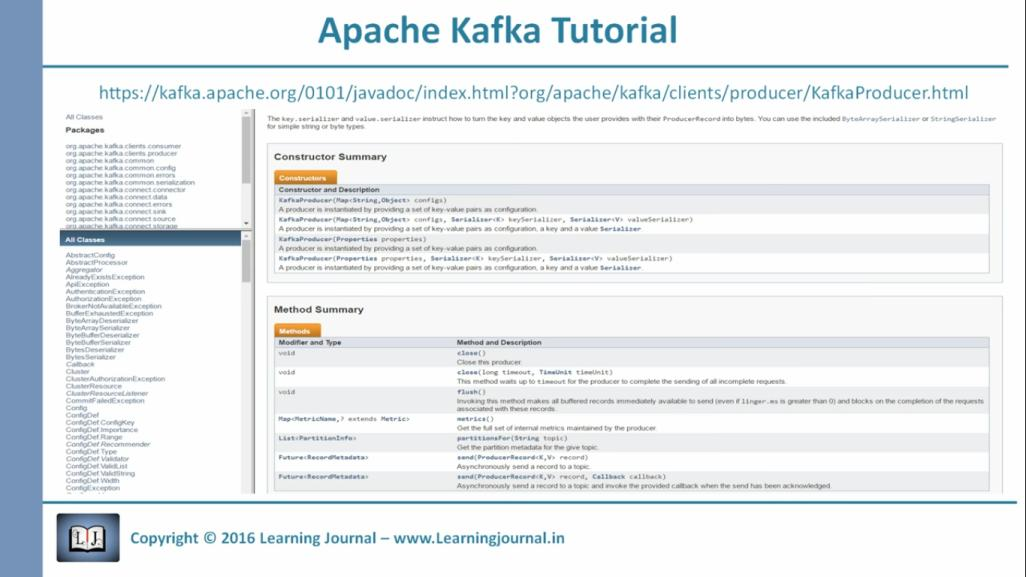 Apache Kafka Tutorial
https://kafka.apache.org/0101/javadoc/index.html?org/apache/kafka/clients/producer/KafkaProducer.html
All Classes
Packages
org.apache.kafka.clients.consumer
org.apache.kafka.clients.producer
org.apache.kafka.common
org.apache.kafka.common.config
org.apache.kafka.common.errors
org.apache.kafka.common.serialization
org.apache.kafka.connect.connector
org.apache.kafka.connect.data
org.apache.kafka.connect.errors
org.apache.kafka.connect.sink
org.apache.kafka.connect.source
org.apache.kafka.connect.storage
All Classes
AbstractConfig
AbstractProcessor
Aggregator
AlreadyExistsException
ApiException
AuthenticationException
AuthorizationException
BrokerNotAvailableException
BufferExhaustedException
ByteArrayDeserializer
ByteArraySerializer
ByteBufferDeserializer
ByteBufferSerializer
BytesDeserializer
BytesSerializer
Callback
Cluster
ClusterAuthorizationException
ClusterResource
ClusterResourceListener
CommitFailedException
Config
ConfigDef
ConfigDef.ConfigKey
ConfigDef.Importance
ConfigDef.Range
ConfigDef.Recommender
ConfigDef.Type
ConfigDef.Validator
ConfigDef.ValidList
ConfigDef.ValidString
ConfigDef.Width
ConfigException
The key.serializer and value.serializer instruct how to turn the key and value objects the user provides with their ProducerRecord into bytes. You can use the included ByteArraySerializer or StringSerializer
for simple string or byte types.
Constructor Summary
Constructors
Constructor and Description
KafkaProducer(Map<String,Object> configs)
A producer is instantiated by providing a set of key-value pairs as configuration.
KafkaProducer(Map<String,Object> configs, Serializer<K> keySerializer, Serializer<V> valueSerializer)
A producer is instantiated by providing a set of key-value pairs as configuration, a key and a value Serializer.
KafkaProducer(Properties properties)
A producer is instantiated by providing a set of key-value pairs as configuration.
KafkaProducer(Properties properties, Serializer<K> keySerializer, Serializer<V> valueSerializer)
A producer is instantiated by providing a set of key-value pairs as configuration, a key and a value Serializer.
Method Summary
Methods
Modifier and Type Method and Description
void close()
Close this producer.
void close(long timeout, TimeUnit timeUnit)
This method waits up to timeout for the producer to complete the sending of all incomplete requests.
void flush()
Invoking this method makes all buffered records immediately available to send (even if linger.ms is greater than 0) and blocks on the completion of the requests
associated with these records.
Map<MetricName,? extends Metric> metrics()
Get the full set of internal metrics maintained by the producer.
List<PartitionInfo> partitionsFor(String topic)
Get the partition metadata for the give topic.
Future<RecordMetadata> send(ProducerRecord<K,V> record)
Asynchronously send a record to a topic.
Future<RecordMetadata> send(ProducerRecord<K,V> record, Callback callback)
Asynchronously send a record to a topic and invoke the provided callback when the send has been acknowledged.
L J
Copyright © 2016 Learning Journal – www.Learningjournal.in